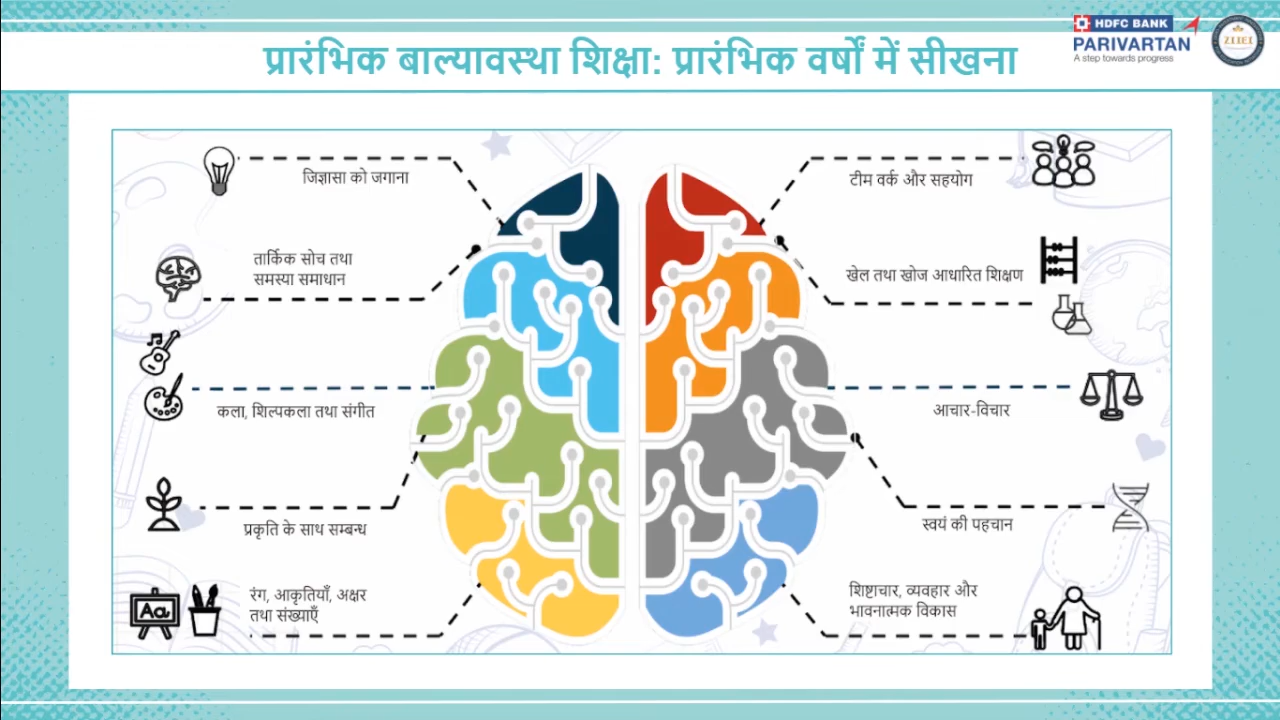 HDFC BANK
PARIVARTAN
A step towards progress
ZIIEI
प्रारंभिक बाल्यावस्था शिक्षा: प्रारंभिक वर्षों में सीखना
जिज्ञासा को जगाना
तार्किक सोच तथा
समस्या समाधान
कला, शिल्पकला तथा संगीत
प्रकृति के साथ सम्बन्ध
Aa
रंग, आकृतियाँ, अक्षर
तथा संख्याएँ
टीम वर्क और सहयोग
खेल तथा खोज आधारित शिक्षण
आचार-विचार
स्वयं की पहचान
शिष्टाचार, व्यवहार और
भावनात्मक विकास